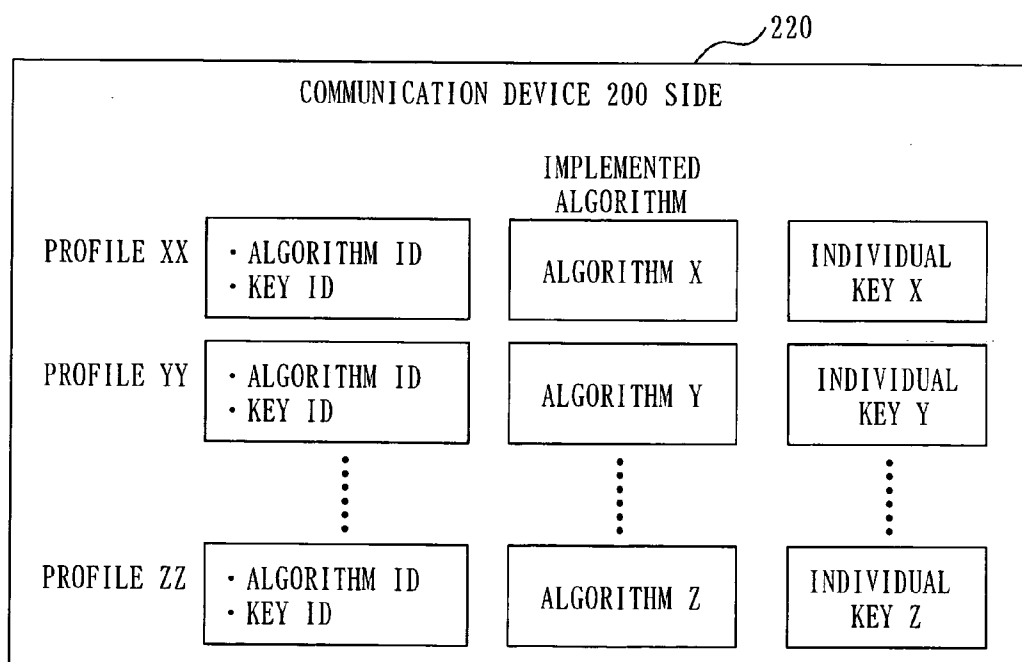 220
COMMUNICATION DEVICE 200 SIDE
IMPLEMENTED
ALGORITHM
PROFILE XX
· ALGORITHM ID
· KEY ID
ALGORITHM X
INDIVIDUAL
KEY X
PROFILE YY
· ALGORITHM ID
· KEY ID
ALGORITHM Y
INDIVIDUAL
KEY Y
PROFILE ZZ
· ALGORITHM ID
· KEY ID
ALGORITHM Z
INDIVIDUAL
KEY Z